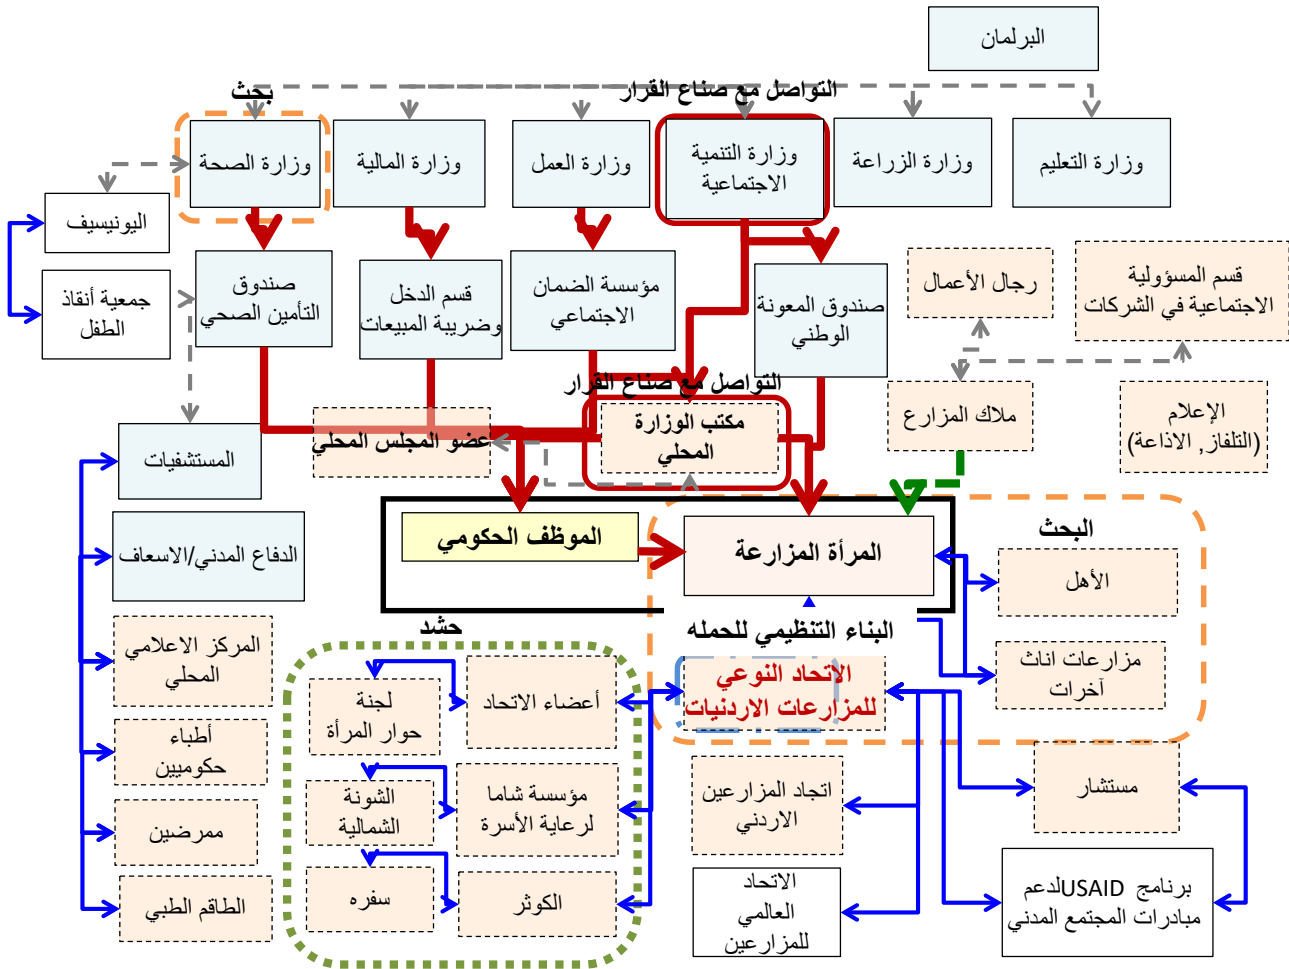 البرلمان
التواصل مع صناع القرار
بحث
وزارة التعليم
وزارة الزراعة
وزارة التنمية
الاجتماعية
وزارة العمل
وزارة المالية
وزارة الصحة
اليونيسيف
قسم المسؤولية
الاجتماعية في الشركات
رجال الأعمال
صندوق المعونة
الوطني
مؤسسة الضمان
الاجتماعي
قسم الدخل
وضريبة المبيعات
صندوق
التأمين الصحي
جمعية أنقاذ
الطفل
التواصل مع صناع القرار
الإعلام
(التلفاز, الاذاعة)
ملاك المزارع
مكتب الوزارة
المحلي
عضو المجلس المحلي
المستشفيات
البحث
المرأة المزارعة
الموظف الحكومي
الدفاع المدني/الاسعاف
الأهل
البناء التنظيمي للحمله
حشد
المركز الاعلامي
المحلي
مزارعات اناث
آخرات
الاتحاد النوعي
للمزارعات الاردنيات
أعضاء الاتحاد
لجنة
حوار المرأة
أطباء
حكوميين
مستشار
اتجاد المزارعين
الاردني
مؤسسة شاما
لرعاية الأسرة
الشونة
الشمالية
ممرضين
برنامج USAIDلدعم
مبادرات المجتمع المدني
الاتحاد
العالمي
للمزارعين
الكوثر
سفره
الطاقم الطبي